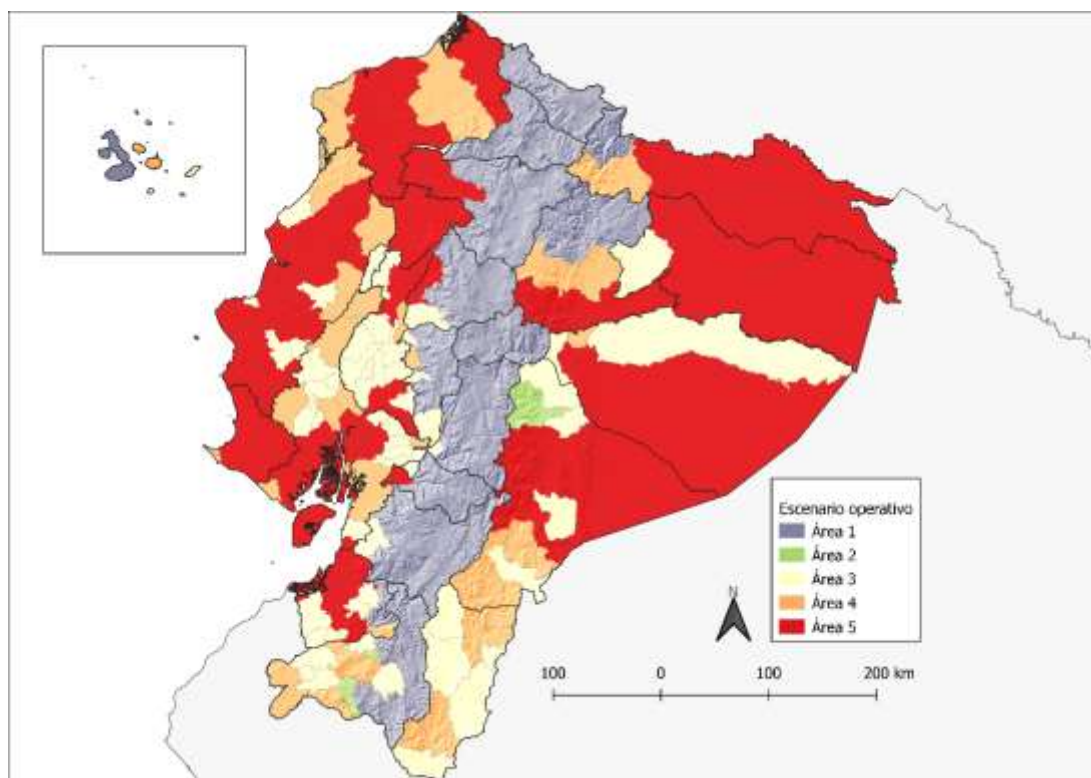 Escenario operativo
Área 1
Área 2
Área 3
Área 4
Área 5
N
100 0 100 200 km